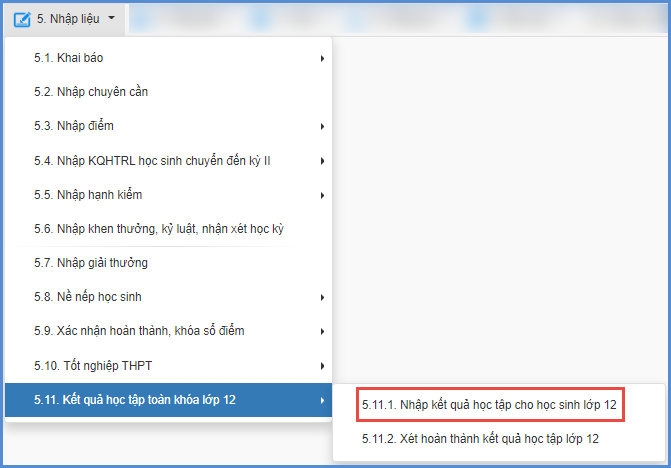 5. Nhập liệu
5.1. Khai báo
5.2. Nhập chuyên cần
5.3. Nhập điểm
5.4. Nhập KQHTRL học sinh chuyển đến kỳ II
5.5. Nhập hạnh kiểm
5.6. Nhập khen thưởng, kỷ luật, nhận xét học kỳ
5.7. Nhập giải thưởng
5.8. Nề nếp học sinh
5.9. Xác nhận hoàn thành, khóa sổ điểm
5.10. Tốt nghiệp THPT
5.11. Kết quả học tập toàn khóa lớp 12
5.11.1. Nhập kết quả học tập cho học sinh lớp 12
5.11.2. Xét hoàn thành kết quả học tập lớp 12